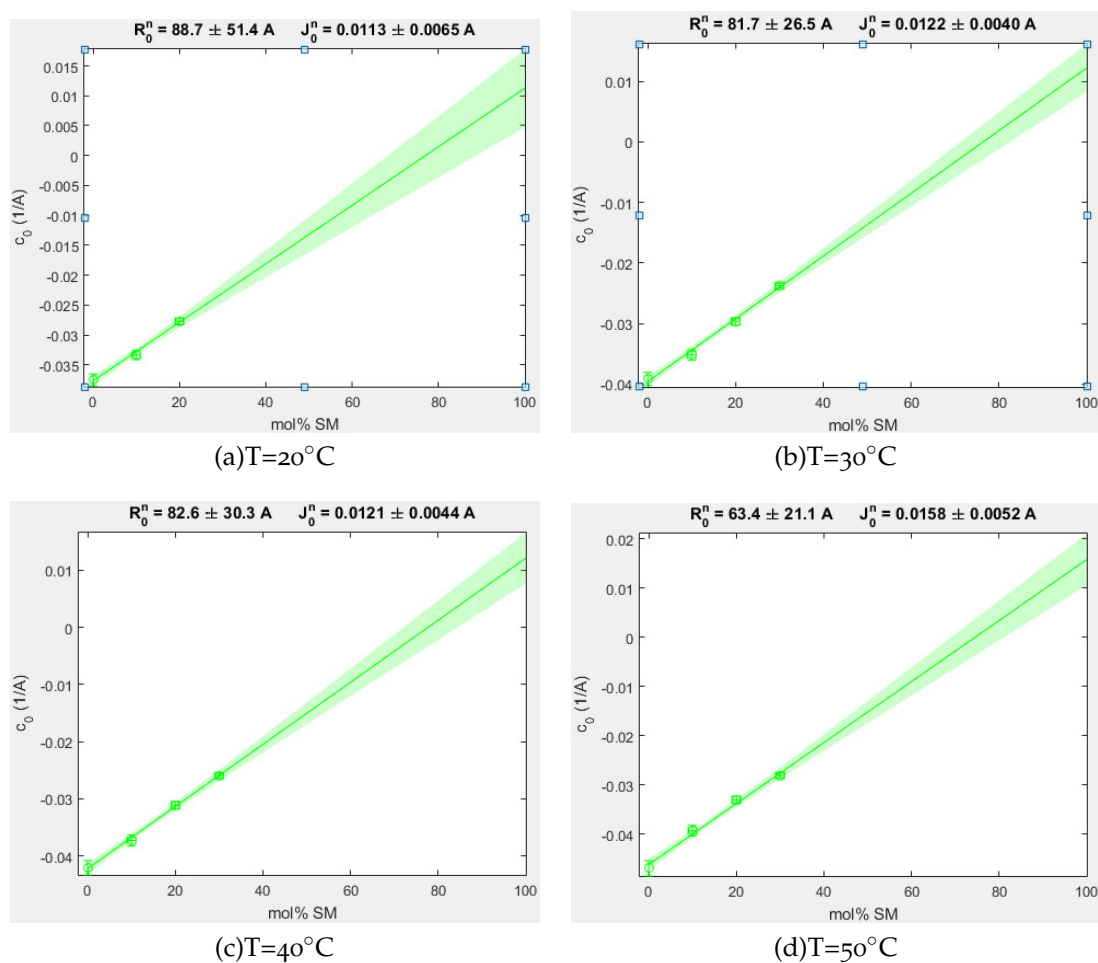 R₀ⁿ = 88.7 ± 51.4 A J₀ⁿ = 0.0113 ± 0.0065 A
0.015
0.01
0.005
0
-0.005
-0.01
-0.015
-0.02
-0.025
-0.03
-0.035
c₀ (1/A)
0 20 40 60 80 100
mol% SM
(a)T=20°C
R₀ⁿ = 81.7 ± 26.5 A J₀ⁿ = 0.0122 ± 0.0040 A
0.01
0
-0.01
-0.02
-0.03
-0.04
c₀ (1/A)
0 20 40 60 80 100
mol% SM
(b)T=30°C
R₀ⁿ = 82.6 ± 30.3 A J₀ⁿ = 0.0121 ± 0.0044 A
0.01
0
-0.01
-0.02
-0.03
-0.04
c₀ (1/A)
0 20 40 60 80 100
mol% SM
(c)T=40°C
R₀ⁿ = 63.4 ± 21.1 A J₀ⁿ = 0.0158 ± 0.0052 A
0.02
0.01
0
-0.01
-0.02
-0.03
-0.04
c₀ (1/A)
0 20 40 60 80 100
mol% SM
(d)T=50°C